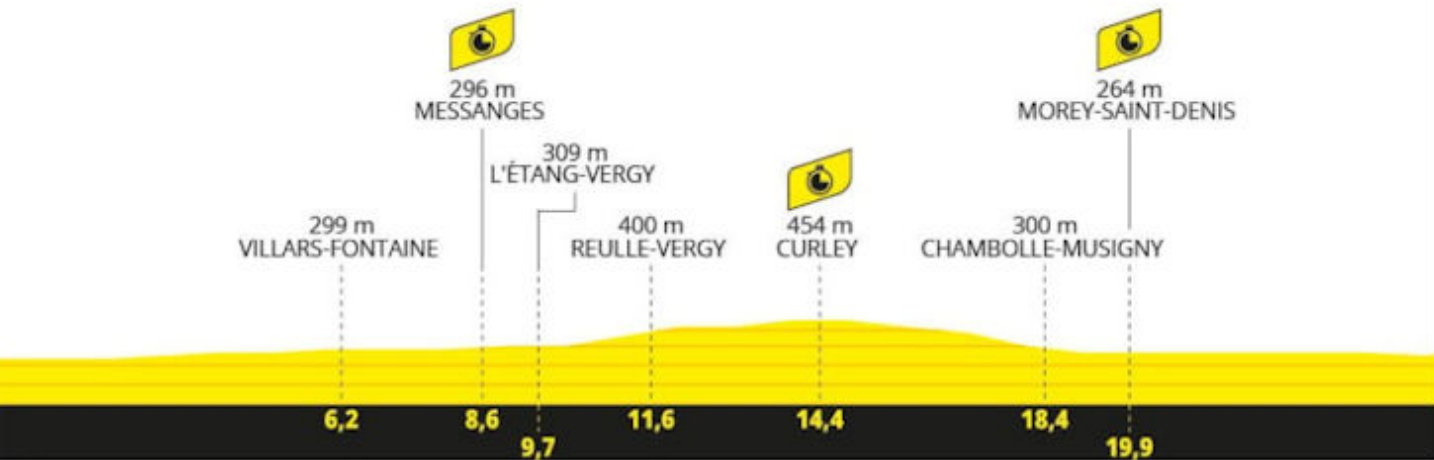 296 m
MESSANGES
264 m
MOREY-SAINT-DENIS
309 m
L'ÉTANG-VERGY
299 m
VILLARS-FONTAINE
400 m
REULLE-VERGY
454 m
CURLEY
300 m
CHAMBOLLE-MUSIGNY
6,2
8,6
9,7
11,6
14,4
18,4
19,9